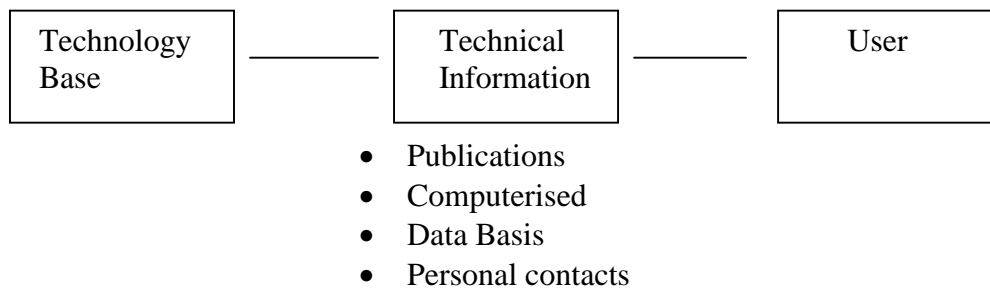 Technology
Base
Technical
Information
User
• Publications
• Computerised
• Data Basis
• Personal contacts